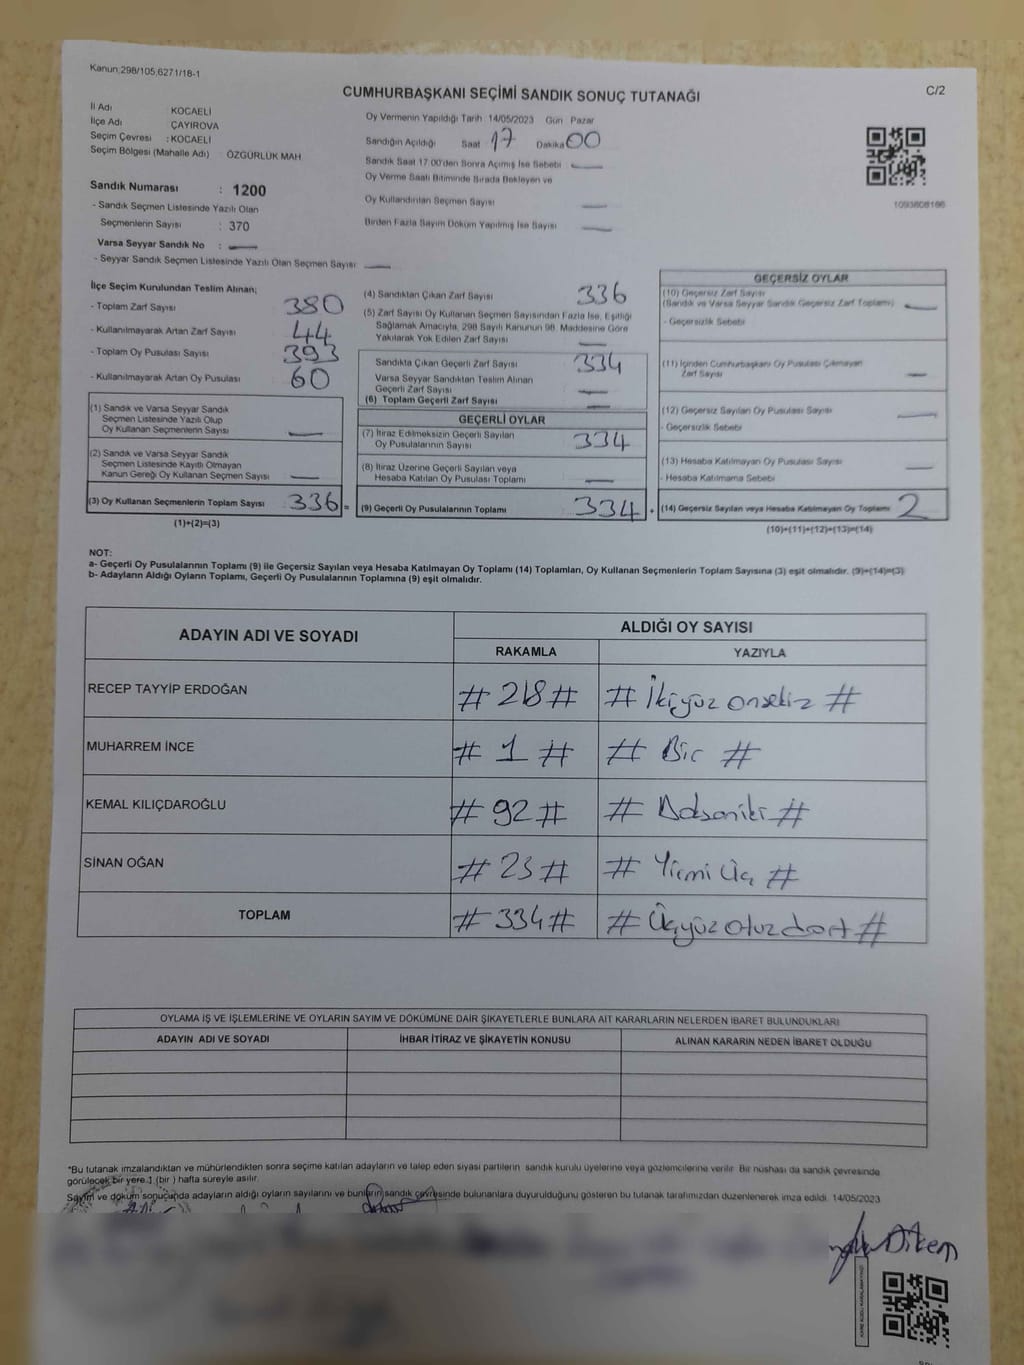 Kanun;298/105,6271/18-1
C/2
CUMHURBAŞKANI SEÇİMİ SANDIK SONUÇ TUTANAĞI
İl Adı KOCAELİ
İlçe Adı ÇAYIROVA
Seçim Çevresi : KOCAELİ
Seçim Bölgesi (Mahalle Adı) ÖZGÜRLÜK MAH.
Sandık Numarası : 1200
- Sandık Seçmen Listesinde Yazılı Olan
Seçmenlerin Sayısı : 370
Varsa Seyyar Sandık No :
- Seyyar Sandık Seçmen Listesinde Yazılı Olan Seçmen Sayısı
Oy Vermenin Yapıldığı Tarih :14/05/2023 Gün Pazar
Sandığın Açıldığı Saat 17 Dakika 00
Sandık Saat 17:00'den Sonra Açımış İse Sebebi
Oy Verme Saati Bitiminde Sırada Bekleyen ve
Oy Kullandırılan Seçmen Sayısı
Birden Fazla Sayım Döküm Yapılmış İse Sayısı
1093608166
İlçe Seçim Kurulundan Teslim Alınan;
- Toplam Zarf Sayısı 380
- Kullanılmayarak Artan Zarf Sayısı 44
- Toplam Oy Pusulası Sayısı 393
- Kullanılmayarak Artan Oy Pusulası 60
(1) Sandık ve Varsa Seyyar Sandık
Seçmen Listesinde Yazılı Olup
Oy Kullanan Seçmenlerin Sayısı
(2) Sandık ve Varsa Seyyar Sandık
Seçmen Listesinde Kayıtlı Olmayan
Kanun Gereği Oy Kullanan Seçmen Sayısı
(3) Oy Kullanan Seçmenlerin Toplam Sayısı 336 =
(1)+(2)=(3)
(4) Sandıktan Çıkan Zarf Sayısı 336
(5) Zarf Sayısı Oy Kullanan Seçmen Sayısından Fazla İse, Eşitliği
Sağlamak Amacıyla, 298 Sayılı Kanunun 98. Maddesine Göre
Yakılarak Yok Edilen Zarf Sayısı
Sandıkta Çıkan Geçerli Zarf Sayısı 334
Varsa Seyyar Sandıktan Teslim Alınan
Geçerli Zarf Sayısı
(6) Toplam Geçerli Zarf Sayısı
GEÇERLİ OYLAR
(7) İtiraz Edilmeksizin Geçerli Sayılan
Oy Pusulalarının Sayısı 334
(8) İtiraz Üzerine Geçerli Sayılan veya
Hesaba Katılan Oy Pusulası Toplamı
(9) Geçerli Oy Pusulalarının Toplamı 334 +
GEÇERSİZ OYLAR
(10) Geçersiz Zarf Sayısı
(Sandık ve Varsa Seyyar Sandık Geçersiz Zarf Toplamı)
- Geçersizlik Sebebi
(11) İçinden Cumhurbaşkanı Oy Pusulası Çıkmayan
Zarf Sayısı
(12) Geçersiz Sayılan Oy Pusulası Sayısı
- Geçersizlik Sebebi
(13) Hesaba Katılmayan Oy Pusulası Sayısı
- Hesaba Katılmama Sebebi
(14) Geçersiz Sayılan veya Hesaba Katılmayan Oy Toplamı 2
(10)+(11)+(12)+(13)=(14)
NOT:
a- Geçerli Oy Pusulalarının Toplamı (9) ile Geçersiz Sayılan veya Hesaba Katılmayan Oy Toplamı (14) Toplamları, Oy Kullanan Seçmenlerin Toplam Sayısına (3) eşit olmalıdır. (9)+(14)=(3)
b- Adayların Aldığı Oyların Toplamı, Geçerli Oy Pusulalarının Toplamına (9) eşit olmalıdır.
ADAYIN ADI VE SOYADI ALDIĞI OY SAYISI
RAKAMLA YAZIYLA
RECEP TAYYİP ERDOĞAN # 218 # # İkiyüz onsekiz #
MUHARREM İNCE # 1 # # Bir #
KEMAL KILIÇDAROĞLU # 92 # # Doksaniki #
SİNAN OĞAN # 23 # # Yirmi Üç #
TOPLAM # 334 # # Üçyüz otuz dört #
OYLAMA İŞ VE İŞLEMLERİNE VE OYLARIN SAYIM VE DÖKÜMÜNE DAİR ŞİKAYETLERLE BUNLARA AİT KARARLARIN NELERDEN İBARET BULUNDUKLARI
ADAYIN ADI VE SOYADI İHBAR İTİRAZ VE ŞİKAYETİN KONUSU ALINAN KARARIN NEDEN İBARET OLDUĞU
*Bu tutanak imzalandıktan ve mühürlendikten sonra seçime katılan adayların ve talep eden siyasi partilerin sandık kurulu üyelerine veya gözlemcilerine verilir. Bir nüshası da sandık çevresinde
görülecek bir yere 1 (bir ) hafta süreyle asılır.
Sayım ve döküm sonucunda adayların aldığı oyların sayılarını ve bunların sandık çevresinde bulunanlara duyurulduğunu gösteren bu tutanak tarafımızdan düzenlenerek imza edildi. 14/05/2023
KARE KODU KARALAMAYINIZ!